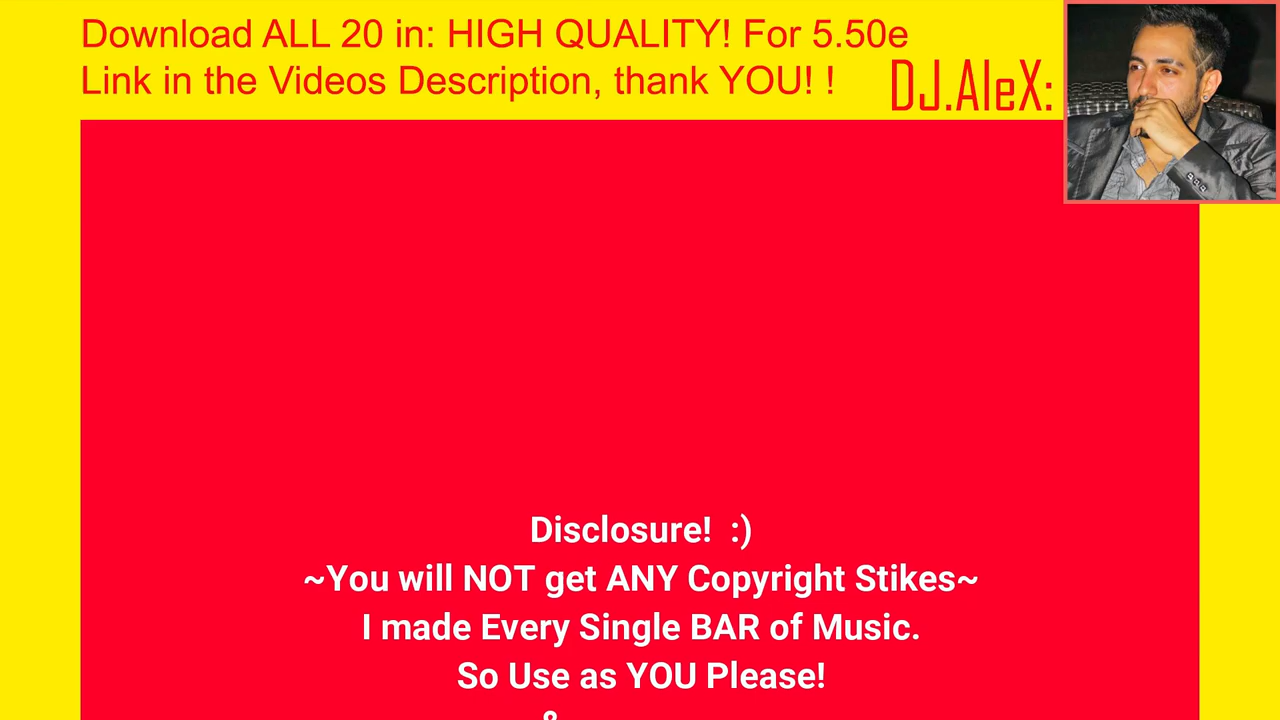 Download ALL 20 in: HIGH QUALITY! For 5.50e
Link in the Videos Description, thank YOU! !
DJ.AleX:
Disclosure!  :)
~You will NOT get ANY Copyright Stikes~
I made Every Single BAR of Music.
So Use as YOU Please!
&